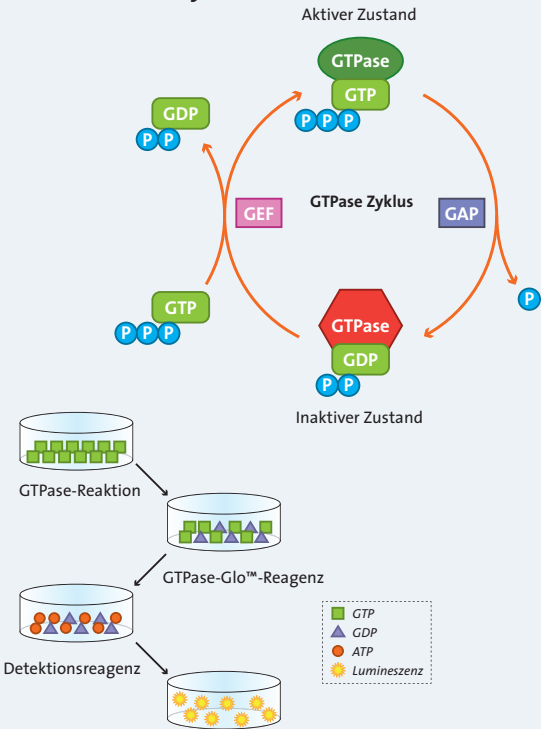 Aktiver Zustand
GTPase
GTP
P P P
GDP
P P
GEF
GTPase Zyklus
GAP
GTP
P P P
P
GTPase
GDP
P P
Inaktiver Zustand
GTPase-Reaktion
GTPase-Glo™-Reagenz
Detektionsreagenz
GTP
GDP
ATP
Lumineszenz